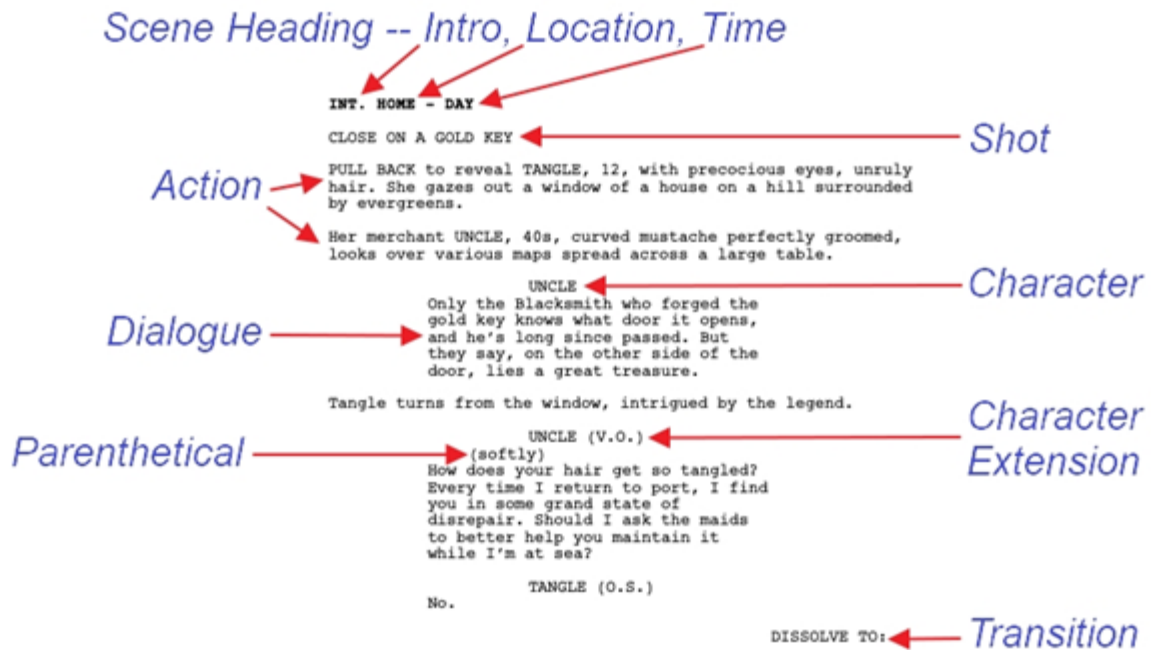 Scene Heading -- Intro, Location, Time
INT. HOME - DAY
CLOSE ON A GOLD KEY
Shot
Action
PULL BACK to reveal TANGLE, 12, with precocious eyes, unruly
hair. She gazes out a window of a house on a hill surrounded
by evergreens.
Her merchant UNCLE, 40s, curved mustache perfectly groomed,
looks over various maps spread across a large table.
UNCLE
Character
Dialogue
Only the Blacksmith who forged the
gold key knows what door it opens,
and he's long since passed. But
they say, on the other side of the
door, lies a great treasure.
Tangle turns from the window, intrigued by the legend.
UNCLE (V.O.)
Character
Extension
Parenthetical
(softly)
How does your hair get so tangled?
Every time I return to port, I find
you in some grand state of
disrepair. Should I ask the maids
to better help you maintain it
while I'm at sea?
TANGLE (O.S.)
No.
DISSOLVE TO:
Transition